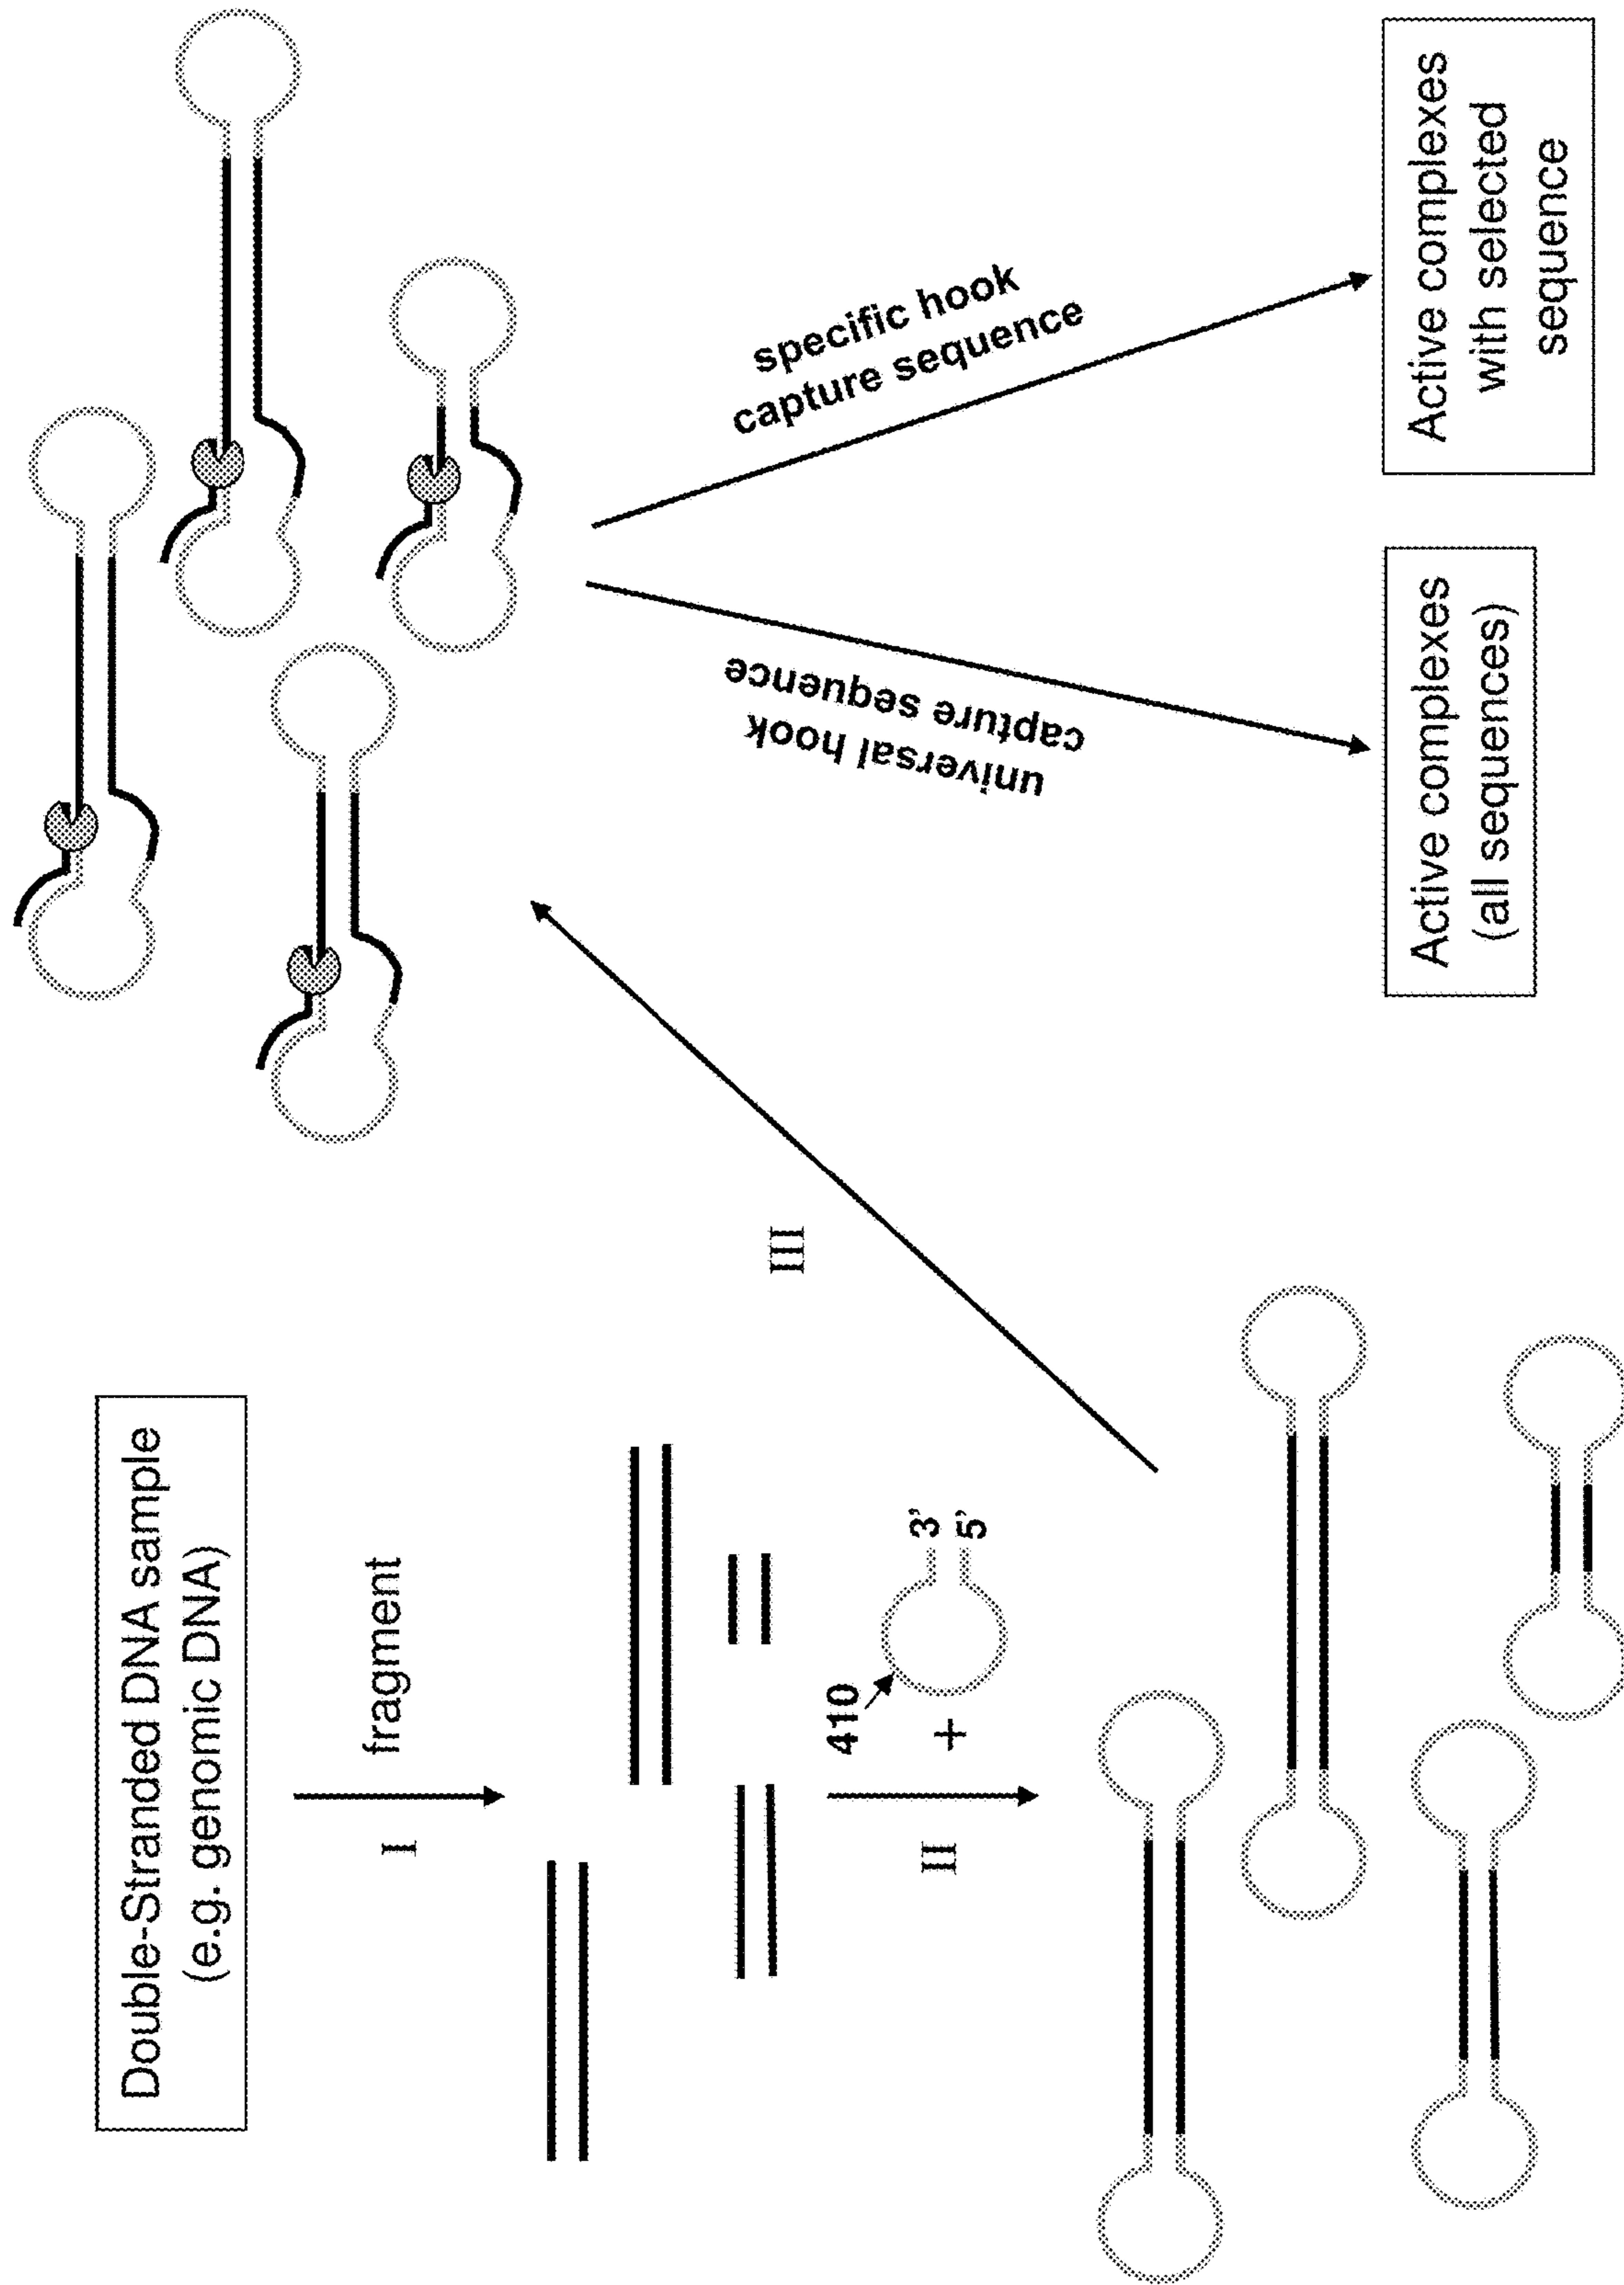 Double-Stranded DNA sample
(e.g. genomic DNA)
I
fragment
II
+
410
3’
5’
III
universal hook
capture sequence
specific hook
capture sequence
Active complexes
(all sequences)
Active complexes
with selected
sequence